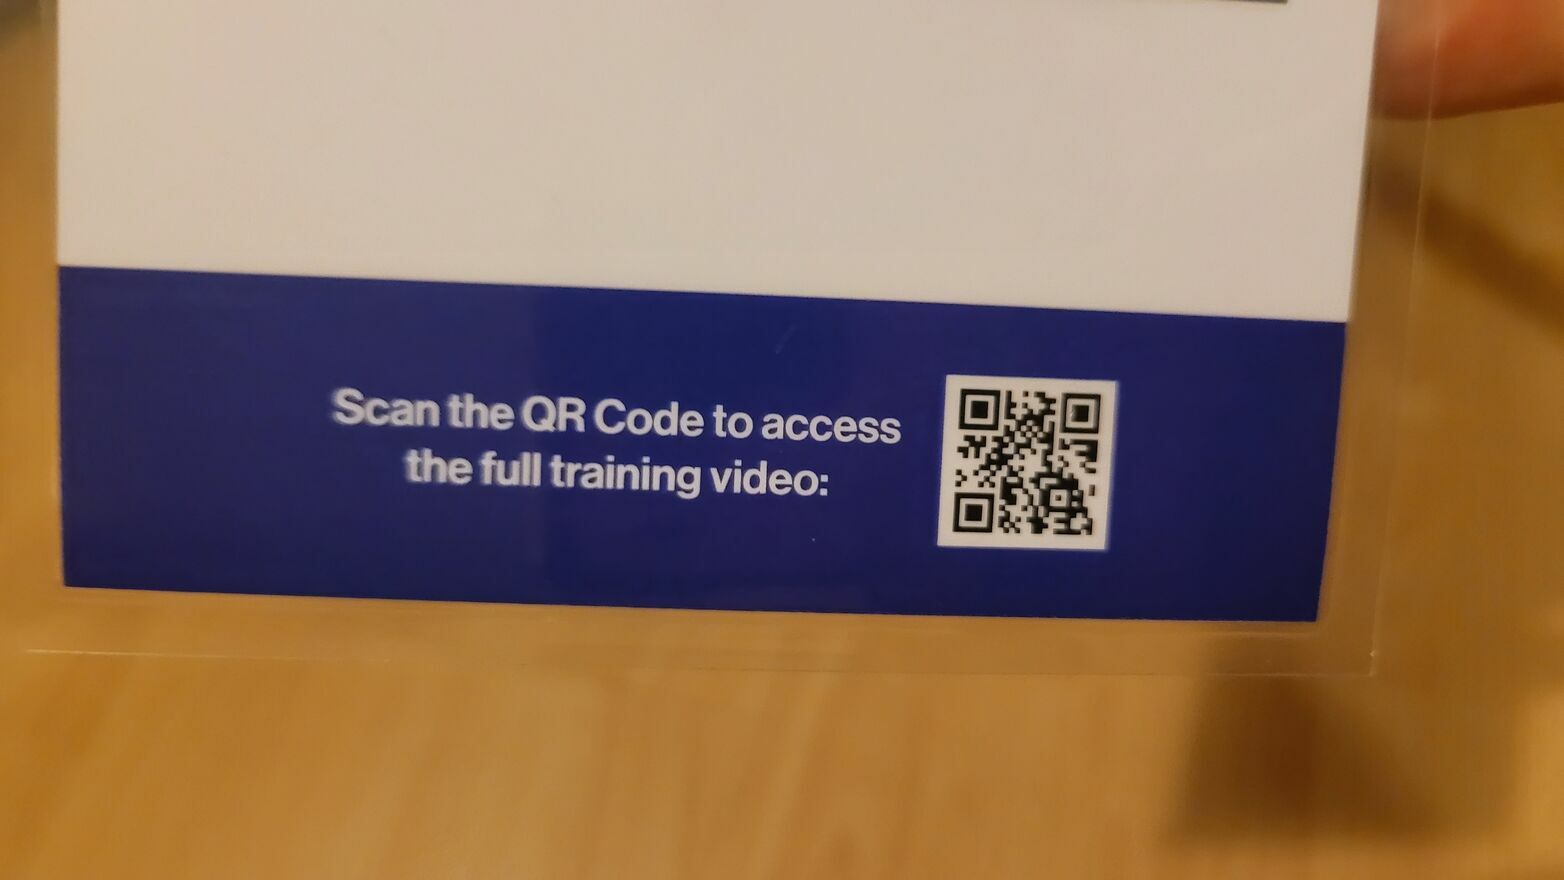 Scan the QR Code to access
the full training video: